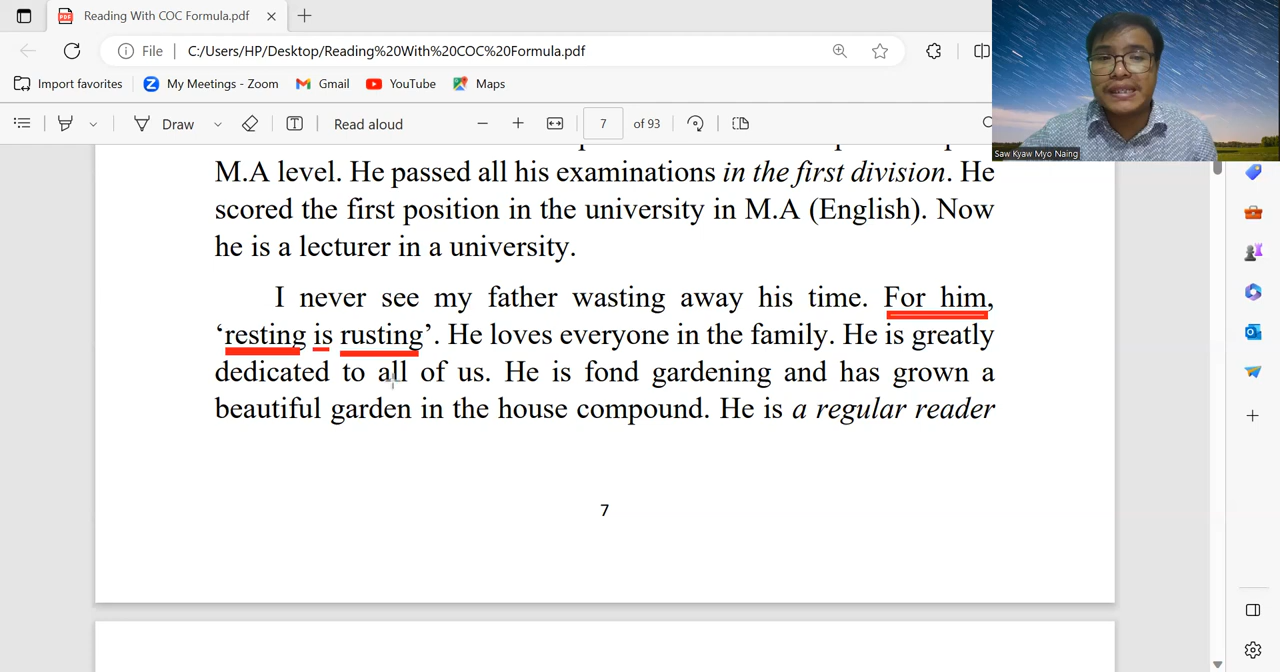 Reading With COC Formula.pdf
File
C:/Users/HP/Desktop/Reading%20With%20COC%20Formula.pdf
Import favorites
My Meetings - Zoom
Gmail
YouTube
Maps
Draw
Read aloud
7
of 93
Saw Kyaw Myo Naing
M.A level. He passed all his examinations in the first division. He
scored the first position in the university in M.A (English). Now
he is a lecturer in a university.
I never see my father wasting away his time. For him,
‘resting is rusting’. He loves everyone in the family. He is greatly
dedicated to all of us. He is fond gardening and has grown a
beautiful garden in the house compound. He is a regular reader
7